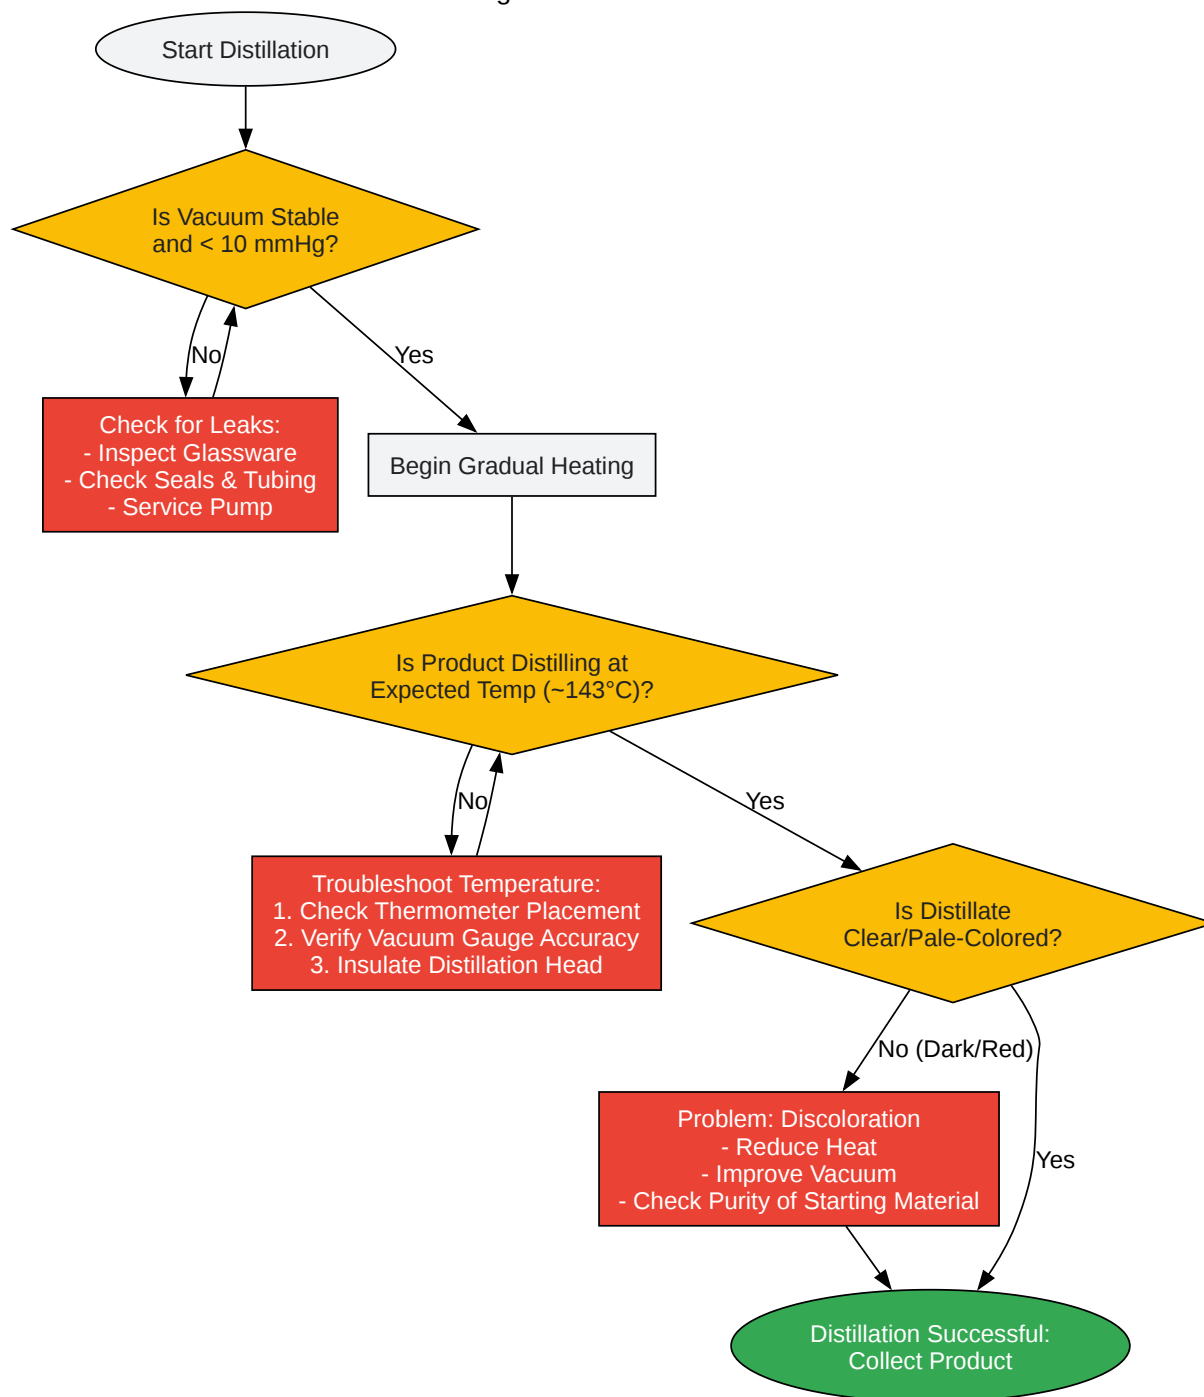 Start Distillation
Is Vacuum Stable
and < 10 mmHg?
No
Yes
Check for Leaks:
- Inspect Glassware
- Check Seals & Tubing
- Service Pump
Begin Gradual Heating
Is Product Distilling at
Expected Temp (~143°C)?
No
Yes
Troubleshoot Temperature:
1. Check Thermometer Placement
2. Verify Vacuum Gauge Accuracy
3. Insulate Distillation Head
Is Distillate
Clear/Pale-Colored?
No (Dark/Red)
Problem: Discoloration
- Reduce Heat
- Improve Vacuum
- Check Purity of Starting Material
Yes
Distillation Successful:
Collect Product